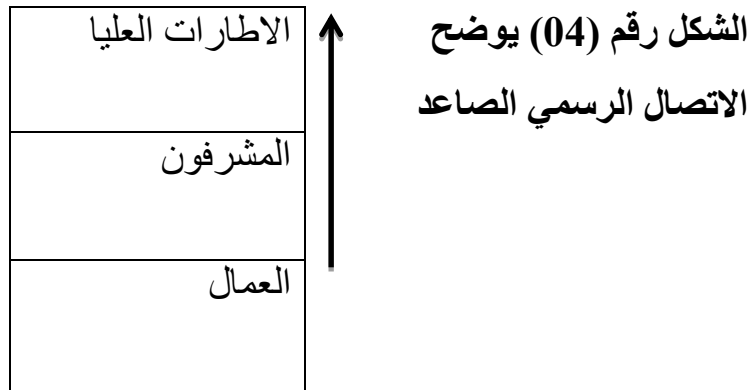 الشكل رقم (04) يوضح
الاتصال الرسمي الصاعد
الاطارات العليا
المشرفون
العمال